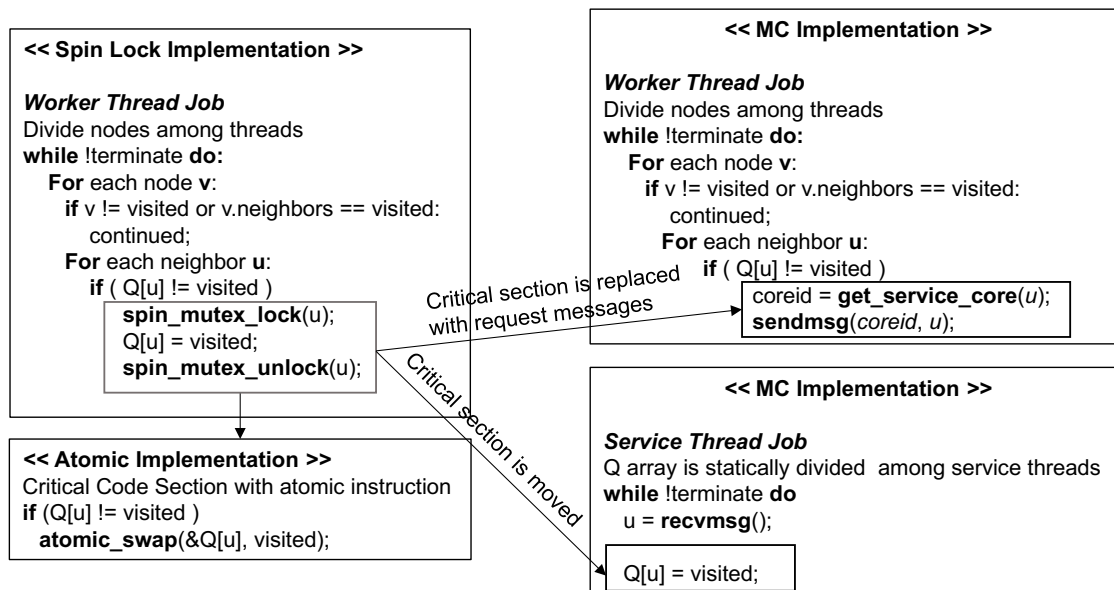 << Spin Lock Implementation >>
Worker Thread Job
Divide nodes among threads
while !terminate do:
For each node v:
if v != visited or v.neighbors == visited:
continued;
For each neighbor u:
if ( Q[u] != visited )
spin_mutex_lock(u);
Q[u] = visited;
spin_mutex_unlock(u);
<< Atomic Implementation >>
Critical Code Section with atomic instruction
if (Q[u] != visited )
atomic_swap(&Q[u], visited);
Critical section is replaced
with request messages
Critical section is moved
<< MC Implementation >>
Worker Thread Job
Divide nodes among threads
while !terminate do:
For each node v:
if v != visited or v.neighbors == visited:
continued;
For each neighbor u:
if ( Q[u] != visited )
coreid = get_service_core(u);
sendmsg(coreid, u);
<< MC Implementation >>
Service Thread Job
Q array is statically divided among service threads
while !terminate do
u = recvmsg();
Q[u] = visited;